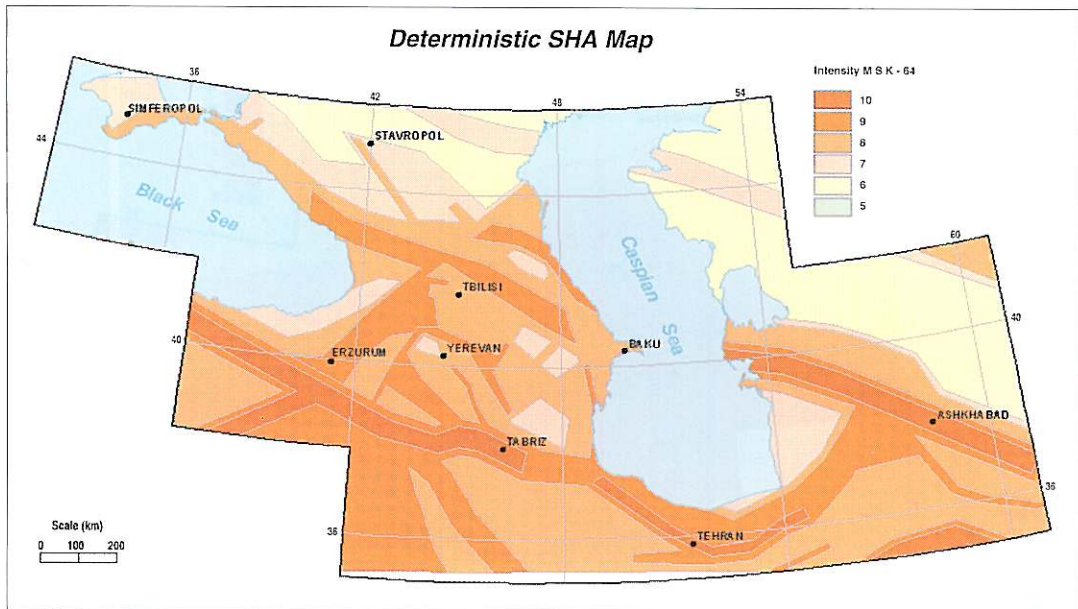 Deterministic SHA Map
Intensity M S K - 64
10
9
8
7
6
5
36
42
48
54
60
44
40
36
40
36
SIMFEROPOL
STAVROPOL
Black Sea
Caspian Sea
TBILISI
ERZURUM
YEREVAN
BAKU
TABRIZ
ASHKHABAD
TEHRAN
Scale (km)
0 100 200